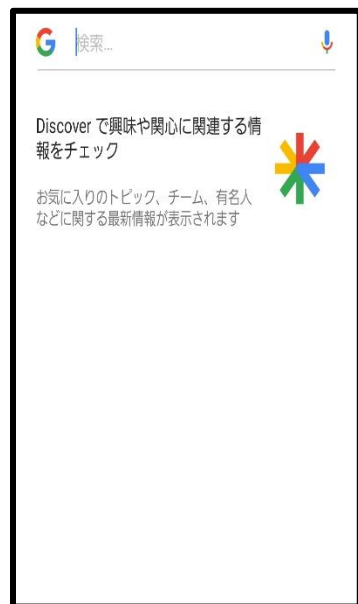 検索...
Discover で興味や関心に関連する情
報をチェック
お気に入りのトピック、チーム、有名人
などに関する最新情報が表示されます